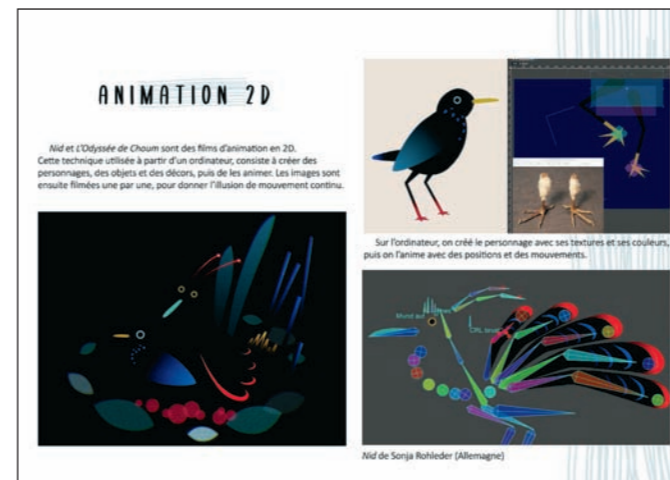 ANIMATION 2D
Nid et L'Odyssée de Choum sont des films d'animation en 2D.
Cette technique utilisée à partir d'un ordinateur, consiste à créer des
personnages, des objets et des décors, puis de les animer. Les images sont
ensuite filmées une par une, pour donner l'illusion de mouvement continu.
Sur l'ordinateur, on créé le personnage avec ses textures et ses couleurs,
puis on l'anime avec des positions et des mouvements.
Mund auf
Nid de Sonja Rohleder (Allemagne)